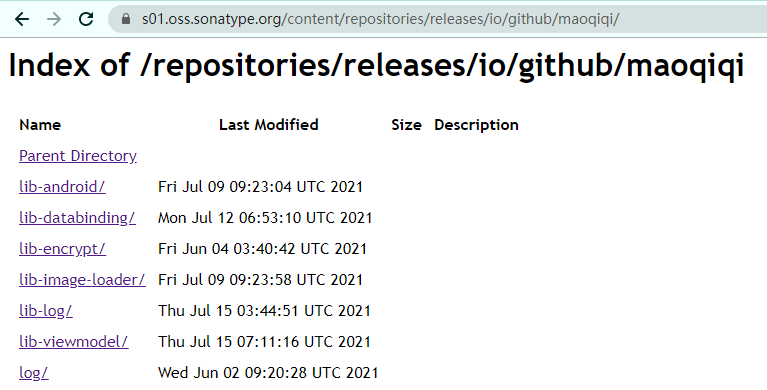 s01.oss.sonatype.org/content/repositories/releases/io/github/maoqiqi/
Index of /repositories/releases/io/github/maoqiqi
Name Last Modified Size Description
Parent Directory
lib-android/ Fri Jul 09 09:23:04 UTC 2021
lib-databinding/ Mon Jul 12 06:53:10 UTC 2021
lib-encrypt/ Fri Jun 04 03:40:42 UTC 2021
lib-image-loader/ Fri Jul 09 09:23:58 UTC 2021
lib-log/ Thu Jul 15 03:44:51 UTC 2021
lib-viewmodel/ Thu Jul 15 07:11:16 UTC 2021
log/ Wed Jun 02 09:20:28 UTC 2021